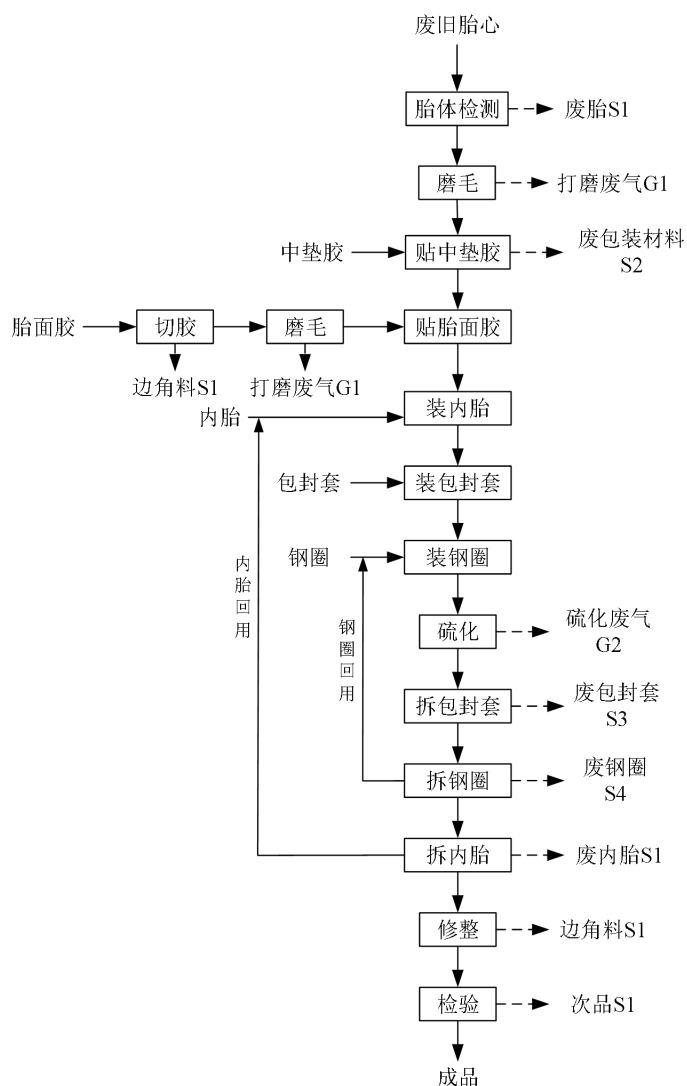 废旧胎心
胎体检测
废胎S1
磨毛
打磨废气G1
中垫胶
贴中垫胶
废包装材料
S2
胎面胶
切胶
磨毛
贴胎面胶
边角料S1
打磨废气G1
内胎
装内胎
包封套
装包封套
钢圈
装钢圈
内胎回用
钢圈回用
硫化
硫化废气
G2
拆包封套
废包封套
S3
拆钢圈
废钢圈
S4
拆内胎
废内胎S1
修整
边角料S1
检验
次品S1
成品